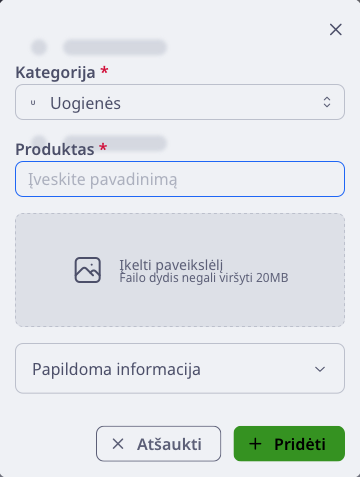 Kategorija *
U Uogienės
Produktas *
Įveskite pavadinimą
Įkelti paveikslėlį
Failo dydis negali viršyti 20MB
Papildoma informacija
Atšaukti
Pridėti